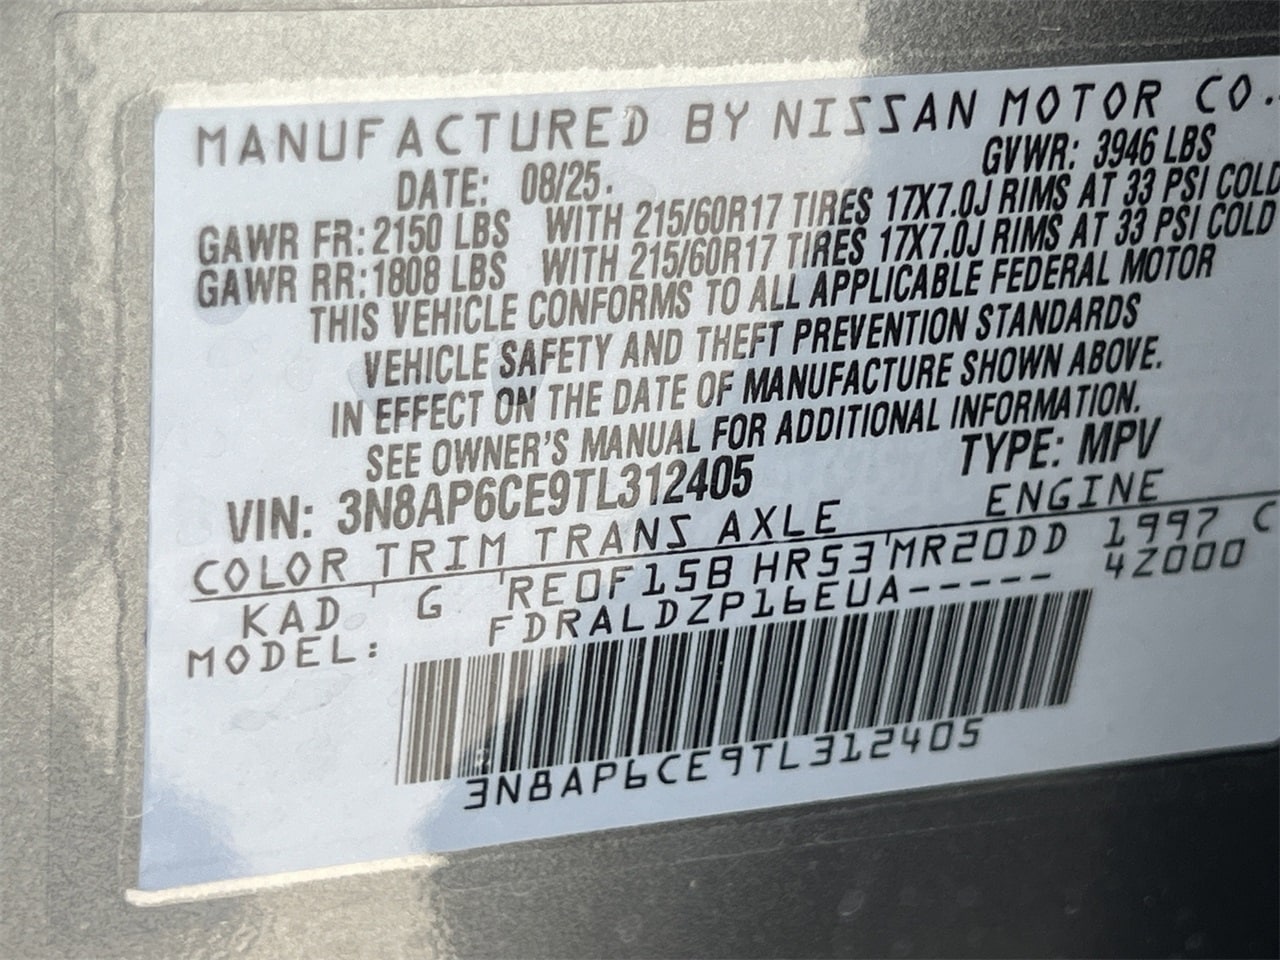 MANUFACTURED BY NISSAN MOTOR CO.
DATE: 08/25. GVWR: 3946 LBS
GAWR FR: 2150 LBS WITH 215/60R17 TIRES 17X7.0J RIMS AT 33 PSI COLD
GAWR RR: 1808 LBS WITH 215/60R17 TIRES 17X7.0J RIMS AT 33 PSI COLD
THIS VEHICLE CONFORMS TO ALL APPLICABLE FEDERAL MOTOR
VEHICLE SAFETY AND THEFT PREVENTION STANDARDS
IN EFFECT ON THE DATE OF MANUFACTURE SHOWN ABOVE.
SEE OWNER'S MANUAL FOR ADDITIONAL INFORMATION.
VIN: 3N8AP6CE9TL312405 TYPE: MPV
COLOR TRIM TRANS AXLE ENGINE
KAD G RE0F15B HR53 MR20DD 1997 C
MODEL: FDRALDZP16EUA----- 42000
3N8AP6CE9TL312405